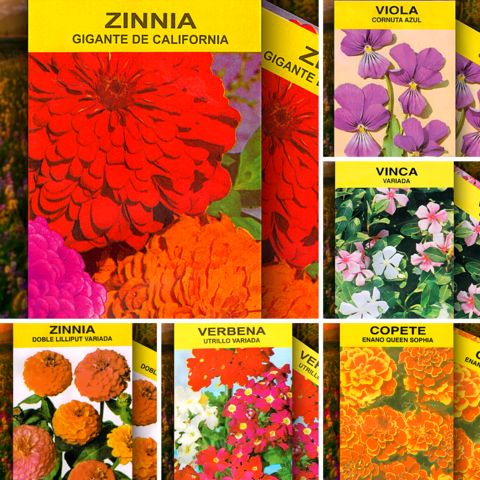 ZINNIA
GIGANTE DE CALIFORNIA
GIGANTE
VIOLA
CORNUTA AZUL
VINCA
VARIADA
ZINNIA
DOBLE LILLIPUT VARIADA
VERBENA
UTRILLO VARIADA
COPETE
ENANO QUEEN SOPHIA